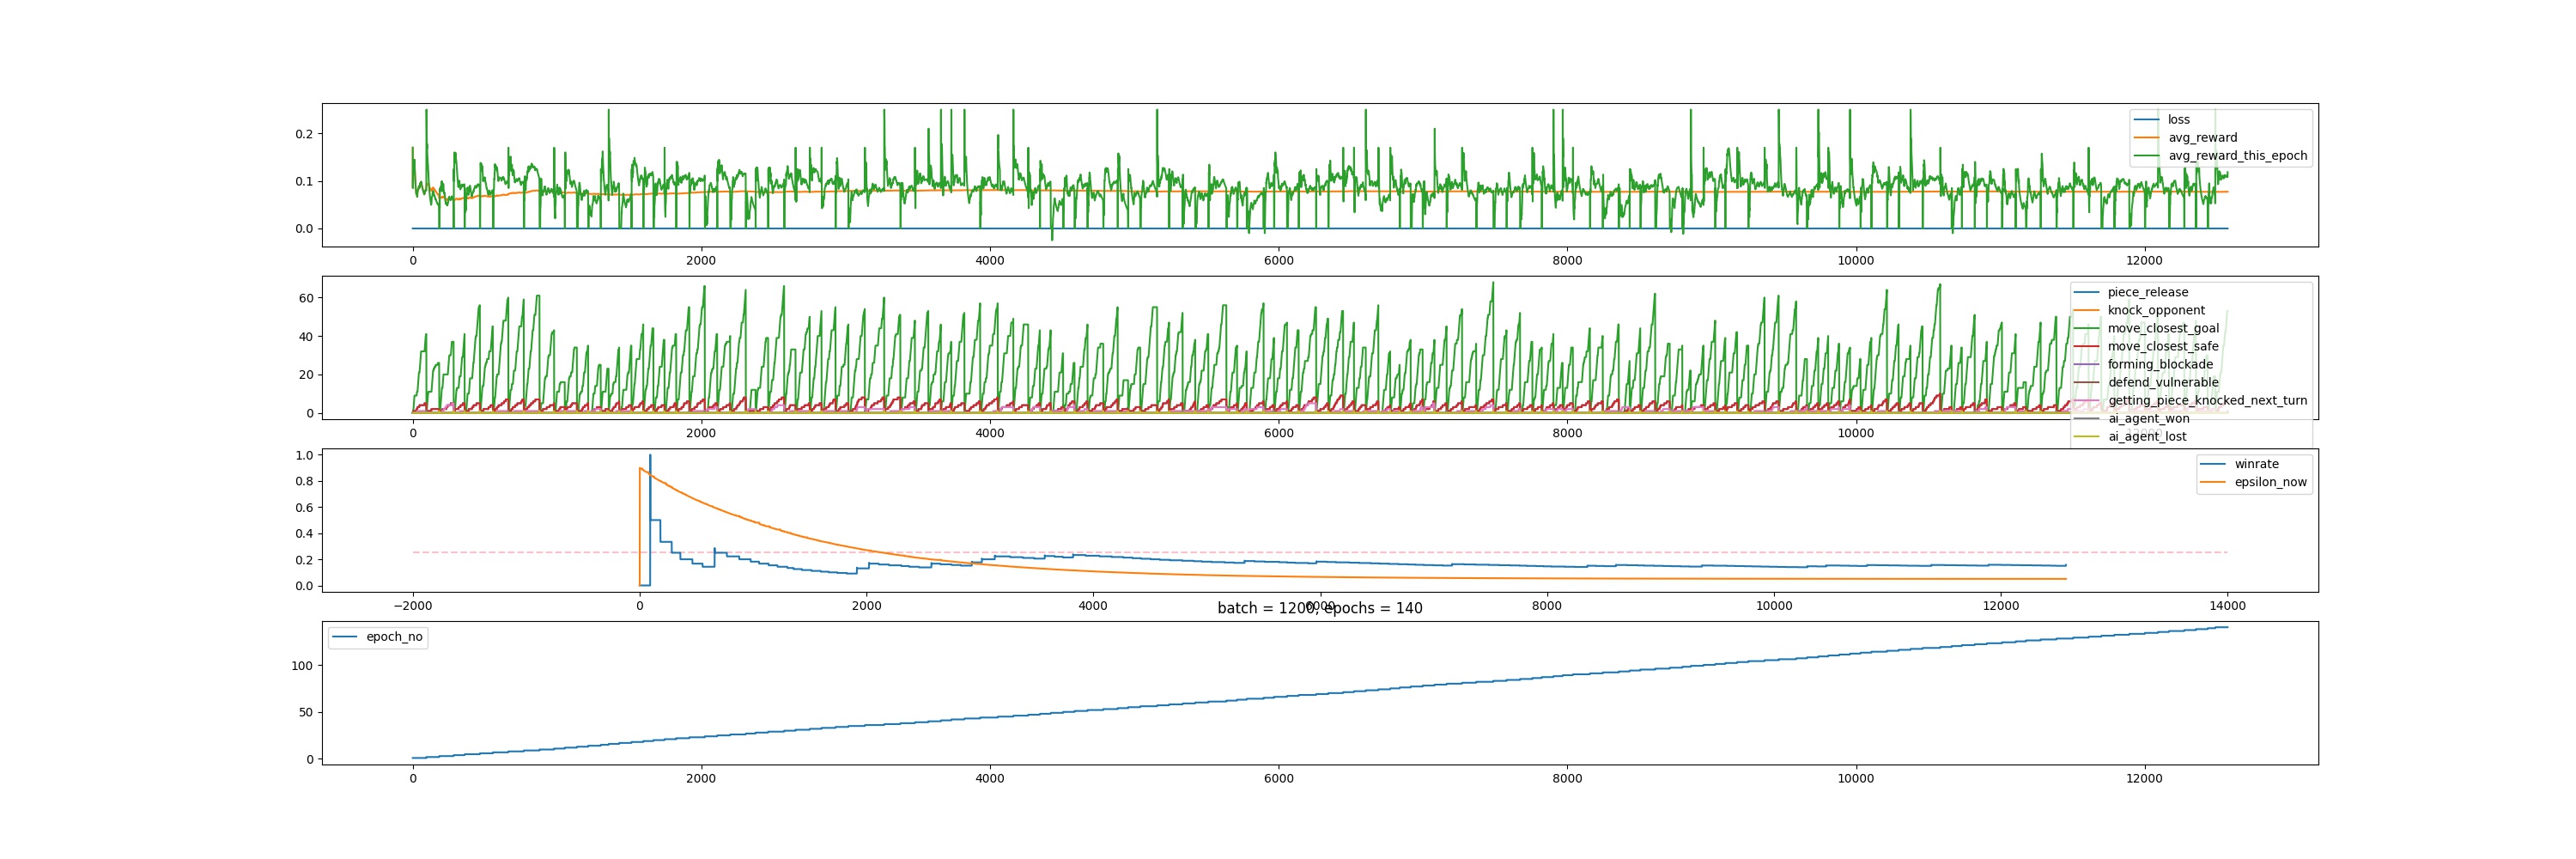 0.2
0.1
0.0
loss
avg_reward
avg_reward_this_epoch
0 2000 4000 6000 8000 10000 12000
60
40
20
0
piece_release
knock_opponent
move_closest_goal
move_closest_safe
forming_blockade
defend_vulnerable
getting_piece_knocked_next_turn
ai_agent_won
ai_agent_lost
0 2000 4000 6000 8000 10000 12000
1.0
0.8
0.6
0.4
0.2
0.0
winrate
epsilon_now
−2000 0 2000 4000 6000 8000 10000 12000 14000
batch = 1200, epochs = 140
epoch_no
100
50
0
0 2000 4000 6000 8000 10000 12000